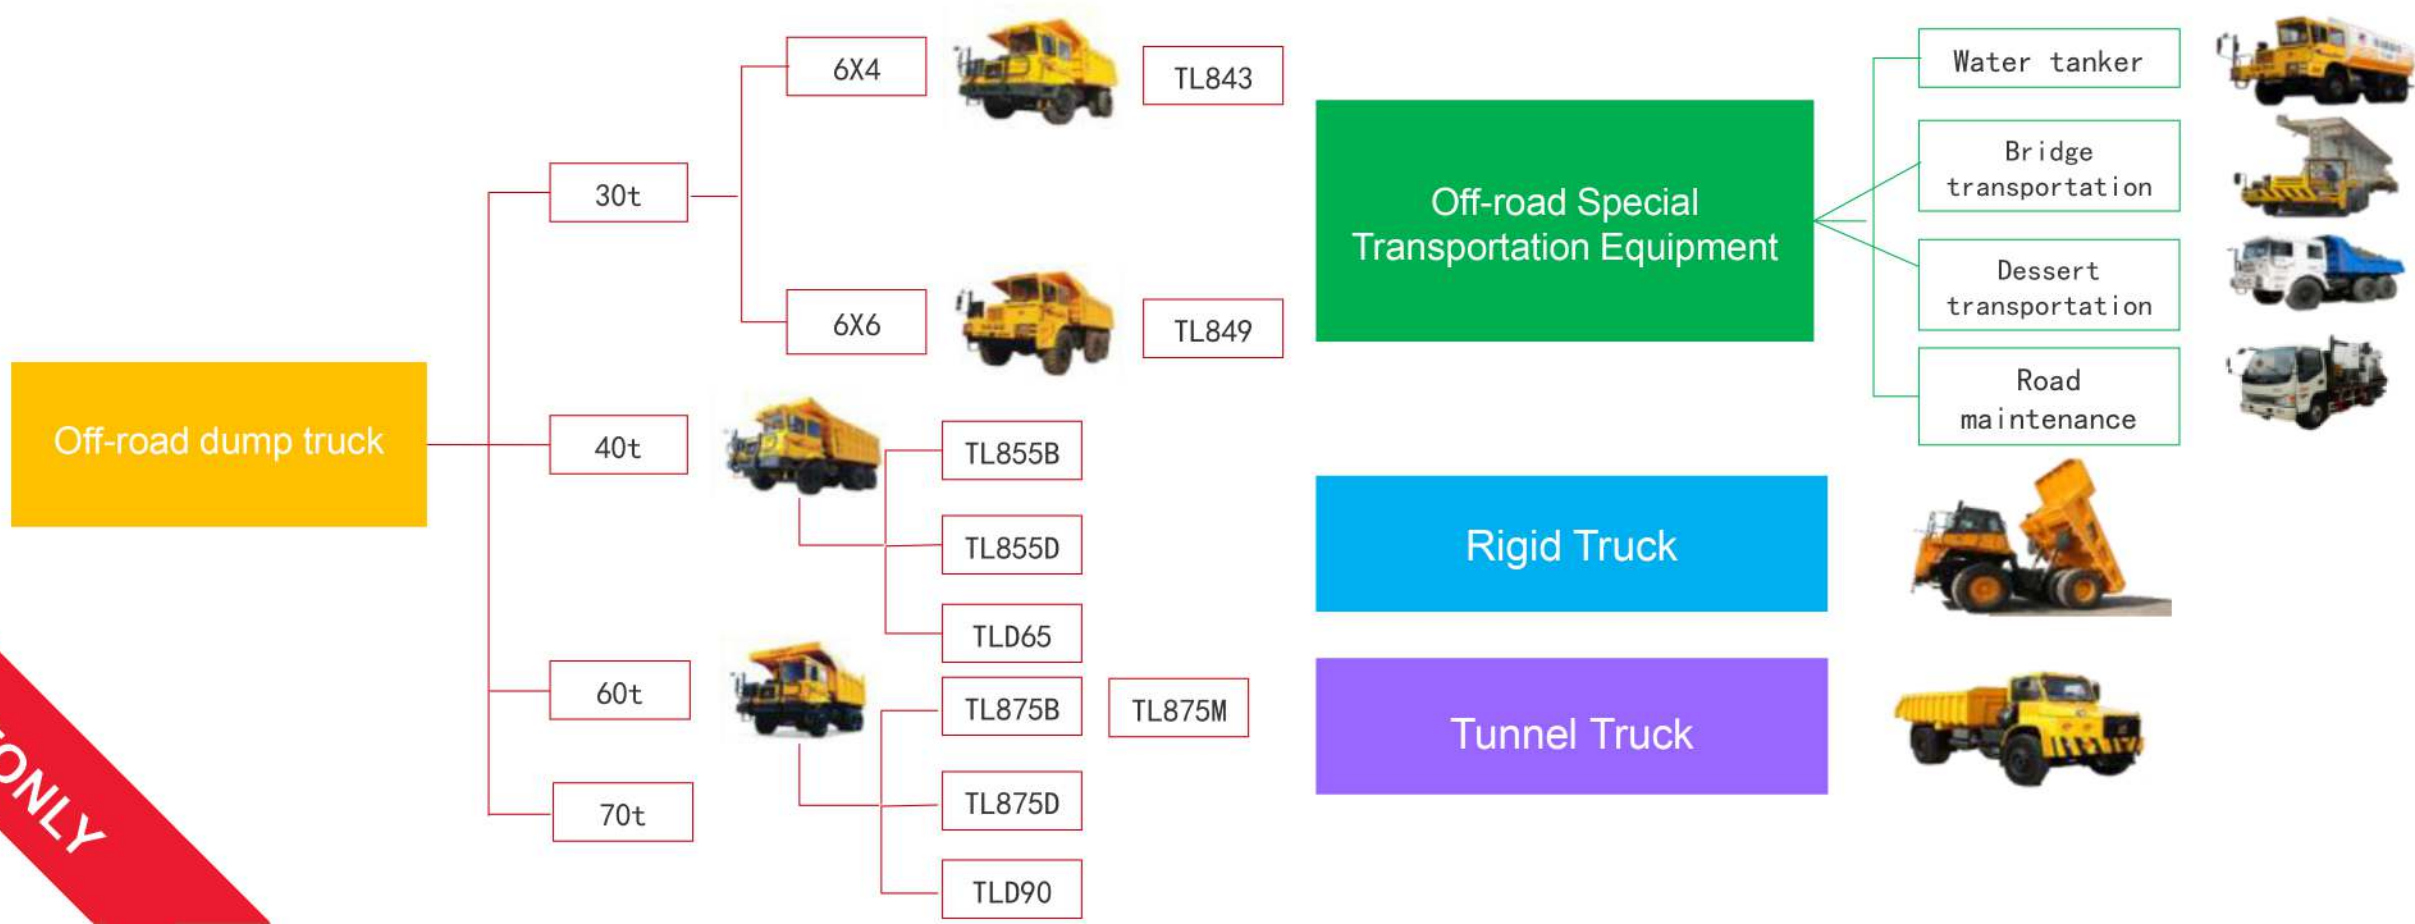 Off-road dump truck
30t
6X4
TL843
6X6
TL849
40t
TL855B
TL855D
TLD65
60t
TL875B
TL875M
TL875D
TLD90
70t
Off-road Special
Transportation Equipment
Water tanker
Bridge
transportation
Dessert
transportation
Road
maintenance
Rigid Truck
Tunnel Truck
ONLY